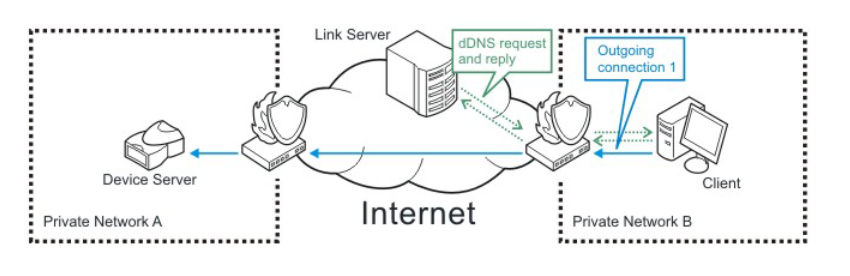 Link Server
dDNS request
and reply
Outgoing
connection 1
Device Server
Client
Private Network A
Internet
Private Network B